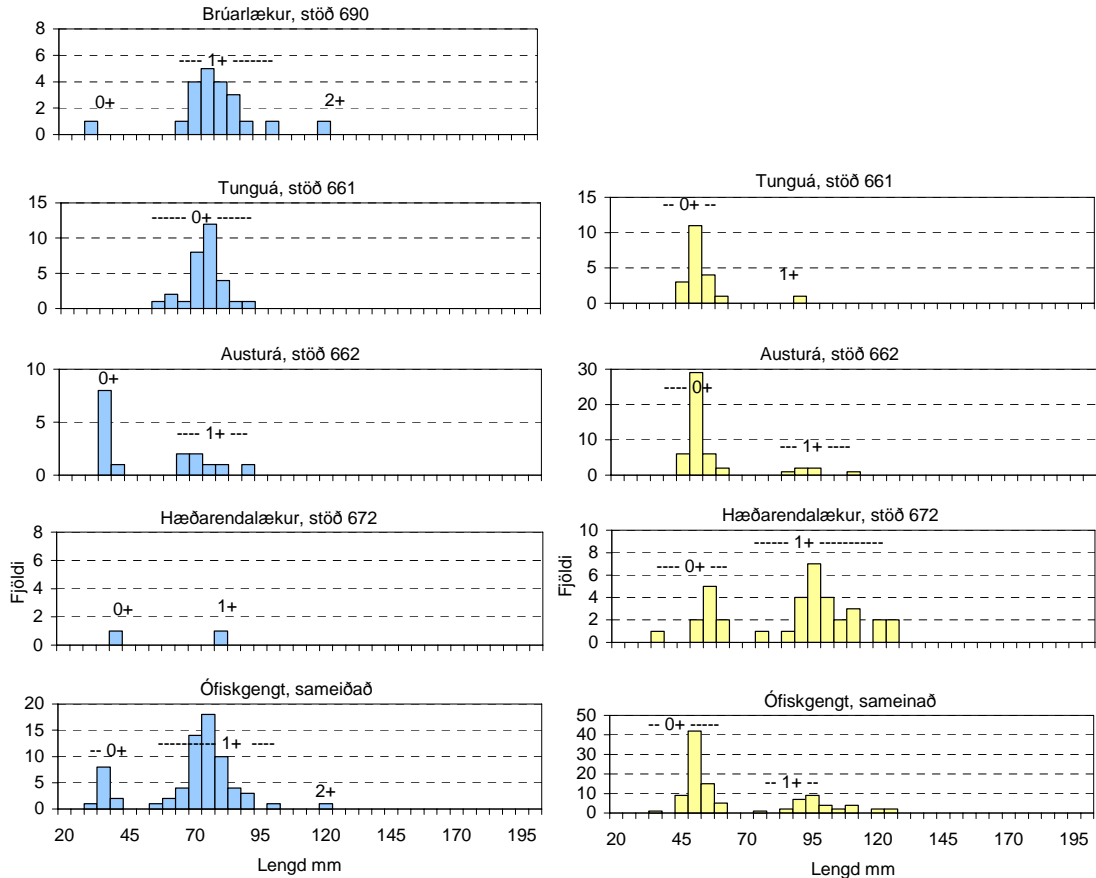 Brúarlækur, stöð 690
8
6
4
2
0
0+
---- 1+ -------
2+
Tunguá, stöð 661
15
10
5
0
------ 0+ ------
Tunguá, stöð 661
15
10
5
0
-- 0+ --
1+
Austurá, stöð 662
10
5
0
0+
---- 1+ ---
Austurá, stöð 662
30
20
10
0
---- 0+
--- 1+ ----
Hæðarendalækur, stöð 672
8
6
4
2
0
Fjöldi
0+
1+
Hæðarendalækur, stöð 672
10
8
6
4
2
0
Fjöldi
---- 0+ ---
------ 1+ -----------
Ófiskgengt, sameiðað
20
15
10
5
0
-- 0+
---------- 1+ ---
2+
20 45 70 95 120 145 170 195
Lengd mm
Ófiskgengt, sameinað
50
40
30
20
10
0
-- 0+ -----
-- 1+ --
20 45 70 95 120 145 170 195
Lengd mm